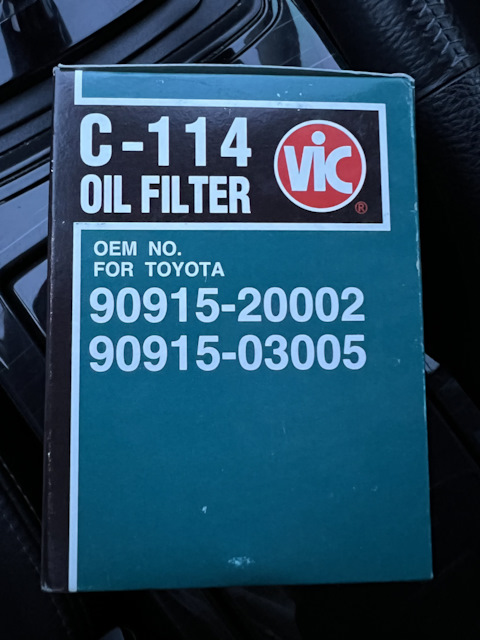 C-114
OIL FILTER
ViC
®
OEM NO.
FOR TOYOTA
90915-20002
90915-03005